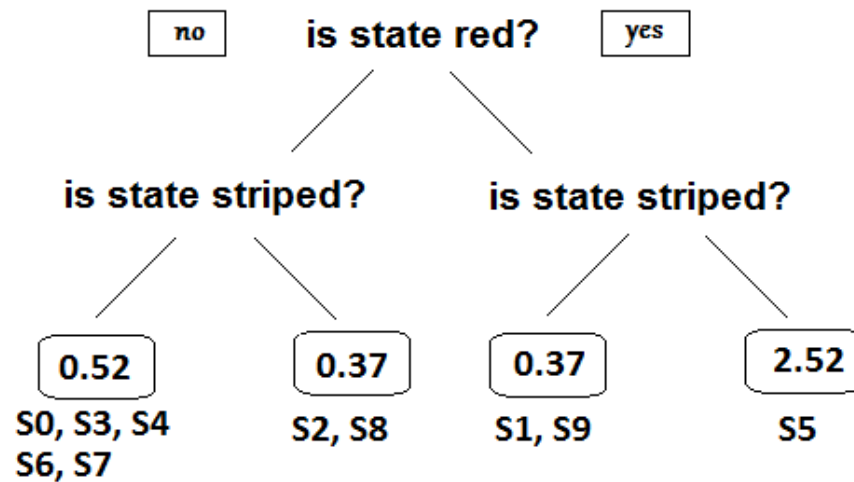 no is state red? yes
is state striped? is state striped?
0.52 0.37 0.37 2.52
S0, S3, S4 S2, S8 S1, S9 S5
S6, S7